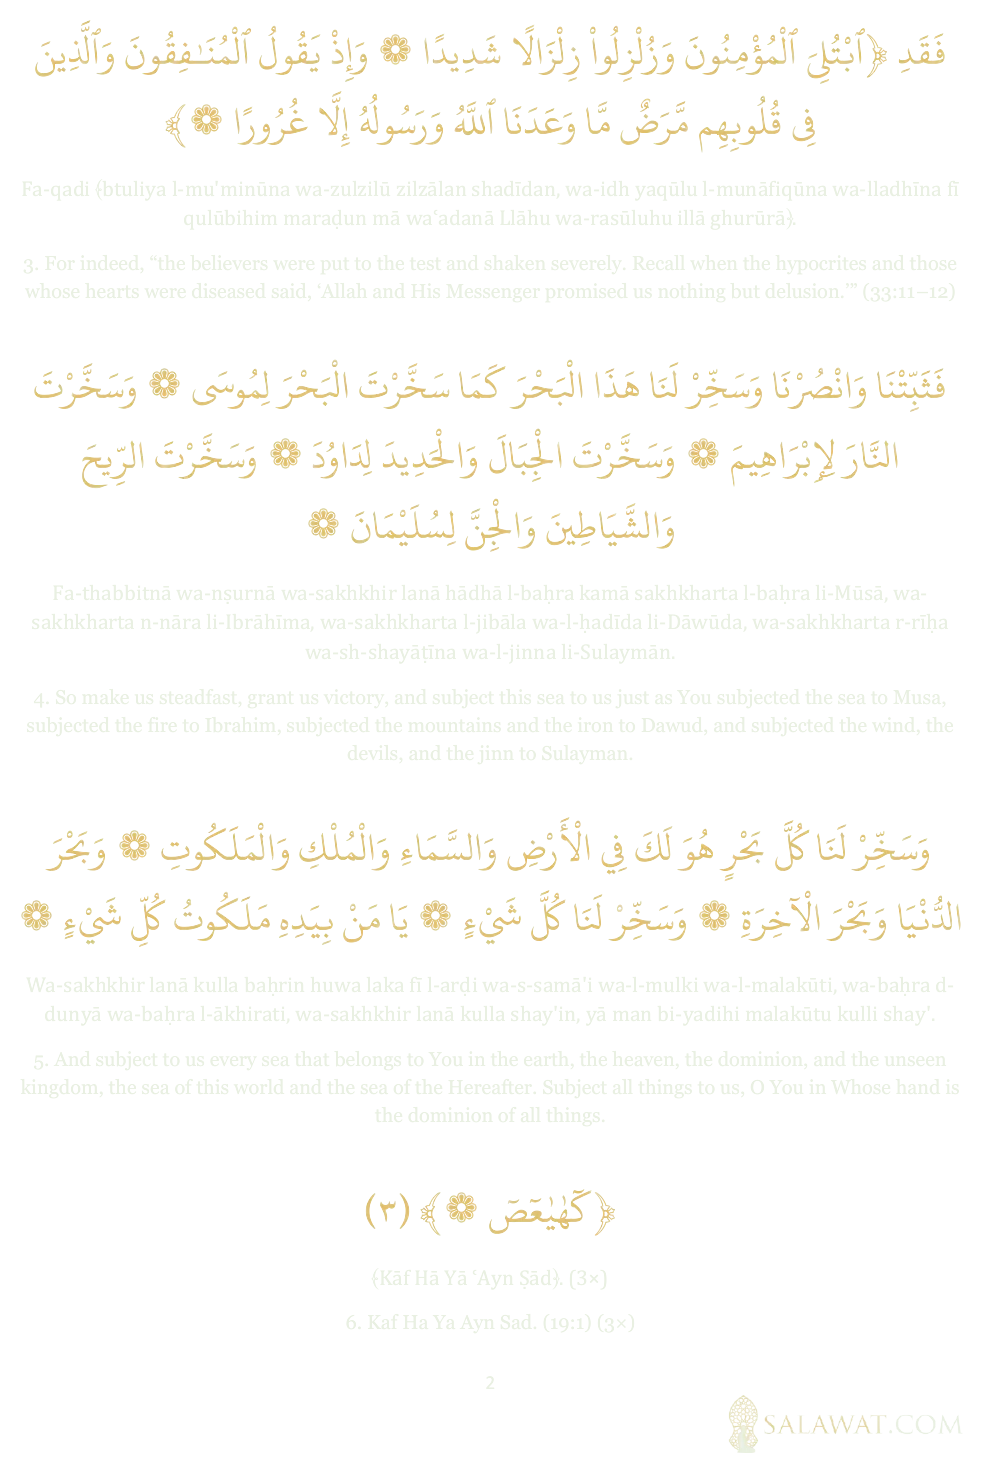 فَقَدِ ﴿ٱبْتُلِىَ ٱلْمُؤْمِنُونَ وَزُلْزِلُوا۟ زِلْزَالًا شَدِيدًا ❁ وَإِذْ يَقُولُ ٱلْمُنَـٰفِقُونَ وَٱلَّذِينَ
فِى قُلُوبِهِم مَّرَضٌ مَّا وَعَدَنَا ٱللَّهُ وَرَسُولُهُ إِلَّا غُرُورًا ❁﴾
Fa-qadi ﴾btuliya l-mu'minūna wa-zulzilū zilzālan shadīdan, wa-idh yaqūlu l-munāfiqūna wa-lladhīna fī
qulūbihim maraḍun mā waʿadanā Llāhu wa-rasūluhu illā ghurūrā﴿.
3. For indeed, “the believers were put to the test and shaken severely. Recall when the hypocrites and those
whose hearts were diseased said, ‘Allah and His Messenger promised us nothing but delusion.’” (33:11–12)
فَثَبِّتْنَا وَانْصُرْنَا وَسَخِّرْ لَنَا هَذَا الْبَحْرَ كَمَا سَخَّرْتَ الْبَحْرَ لِمُوسَى ❁ وَسَخَّرْتَ
النَّارَ لِإِبْرَاهِيمَ ❁ وَسَخَّرْتَ الْجِبَالَ وَالْحَدِيدَ لِدَاوُدَ ❁ وَسَخَّرْتَ الرِّيحَ
وَالشَّيَاطِينَ وَالْجِنَّ لِسُلَيْمَانَ ❁
Fa-thabbitnā wa-nṣurnā wa-sakhkhir lanā hādhā l-baḥra kamā sakhkharta l-baḥra li-Mūsā, wa-
sakhkharta n-nāra li-Ibrāhīma, wa-sakhkharta l-jibāla wa-l-ḥadīda li-Dāwūda, wa-sakhkharta r-rīḥa
wa-sh-shayāṭīna wa-l-jinna li-Sulaymān.
4. So make us steadfast, grant us victory, and subject this sea to us just as You subjected the sea to Musa,
subjected the fire to Ibrahim, subjected the mountains and the iron to Dawud, and subjected the wind, the
devils, and the jinn to Sulayman.
وَسَخِّرْ لَنَا كُلَّ بَحْرٍ هُوَ لَكَ فِي الْأَرْضِ وَالسَّمَاءِ وَالْمُلْكِ وَالْمَلَكُوتِ ❁ وَبَحْرَ
الدُّنْيَا وَبَحْرَ الْآخِرَةِ ❁ وَسَخِّرْ لَنَا كُلَّ شَيْءٍ ❁ يَا مَنْ بِيَدِهِ مَلَكُوتُ كُلِّ شَيْءٍ ❁
Wa-sakhkhir lanā kulla baḥrin huwa laka fī l-arḍi wa-s-samā'i wa-l-mulki wa-l-malakūti, wa-baḥra d-
dunyā wa-baḥra l-ākhirati, wa-sakhkhir lanā kulla shay'in, yā man bi-yadihi malakūtu kulli shay'.
5. And subject to us every sea that belongs to You in the earth, the heaven, the dominion, and the unseen
kingdom, the sea of this world and the sea of the Hereafter. Subject all things to us, O You in Whose hand is
the dominion of all things.
﴿كٓهٰيٰعٓصٓ ❁﴾ (٣)
﴾Kāf Hā Yā ʿAyn Ṣād﴿. (3×)
6. Kaf Ha Ya Ayn Sad. (19:1) (3×)
2
SALAWAT.COM